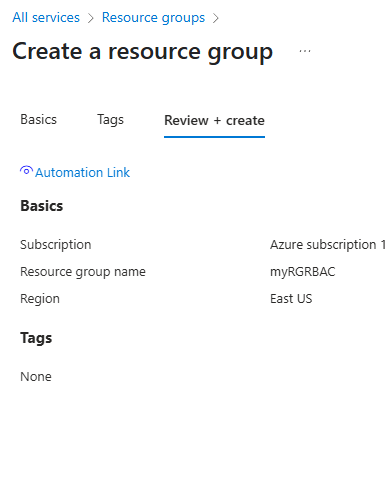 All services > Resource groups >
Create a resource group ...
Basics Tags Review + create
Automation Link
Basics
Subscription Azure subscription 1
Resource group name myRGRBAC
Region East US
Tags
None